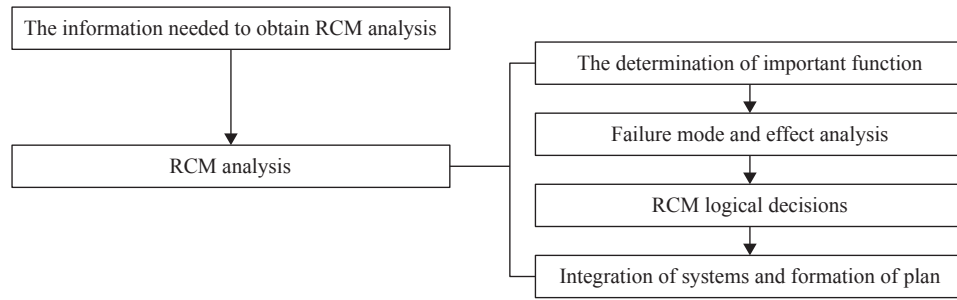 The information needed to obtain RCM analysis
RCM analysis
The determination of important function
Failure mode and effect analysis
RCM logical decisions
Integration of systems and formation of plan